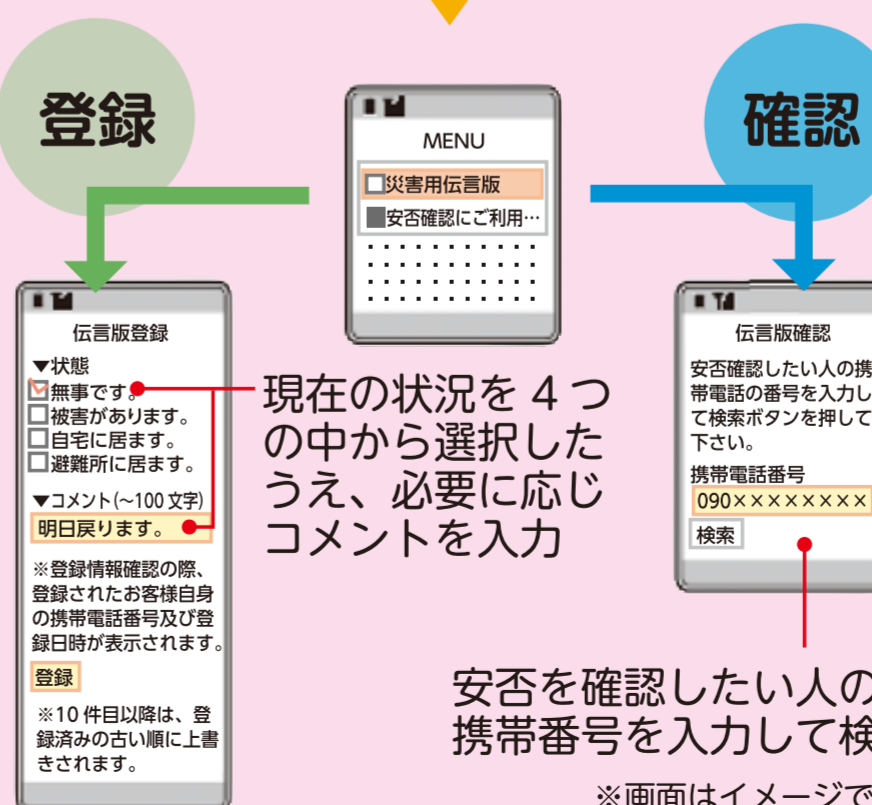 登録
確認
MENU
災害用伝言版
安否確認にご利用…
伝言版登録
▼状態
無事です。
被害があります。
自宅に居ます。
避難所に居ます。
▼コメント(〜100文字)
明日戻ります。
※登録情報確認の際、
登録されたお客様自身
の携帯電話番号及び登
録日時が表示されます。
登録
※10件目以降は、登
録済みの古い順に上書
きされます。
現在の状況を4つ
の中から選択した
うえ、必要に応じ
コメントを入力
伝言版確認
安否確認したい人の携
帯電話の番号を入力し
て検索ボタンを押して
下さい。
携帯電話番号
090××××××××
検索
安否を確認したい人の
携帯番号を入力して検
※画面はイメージで